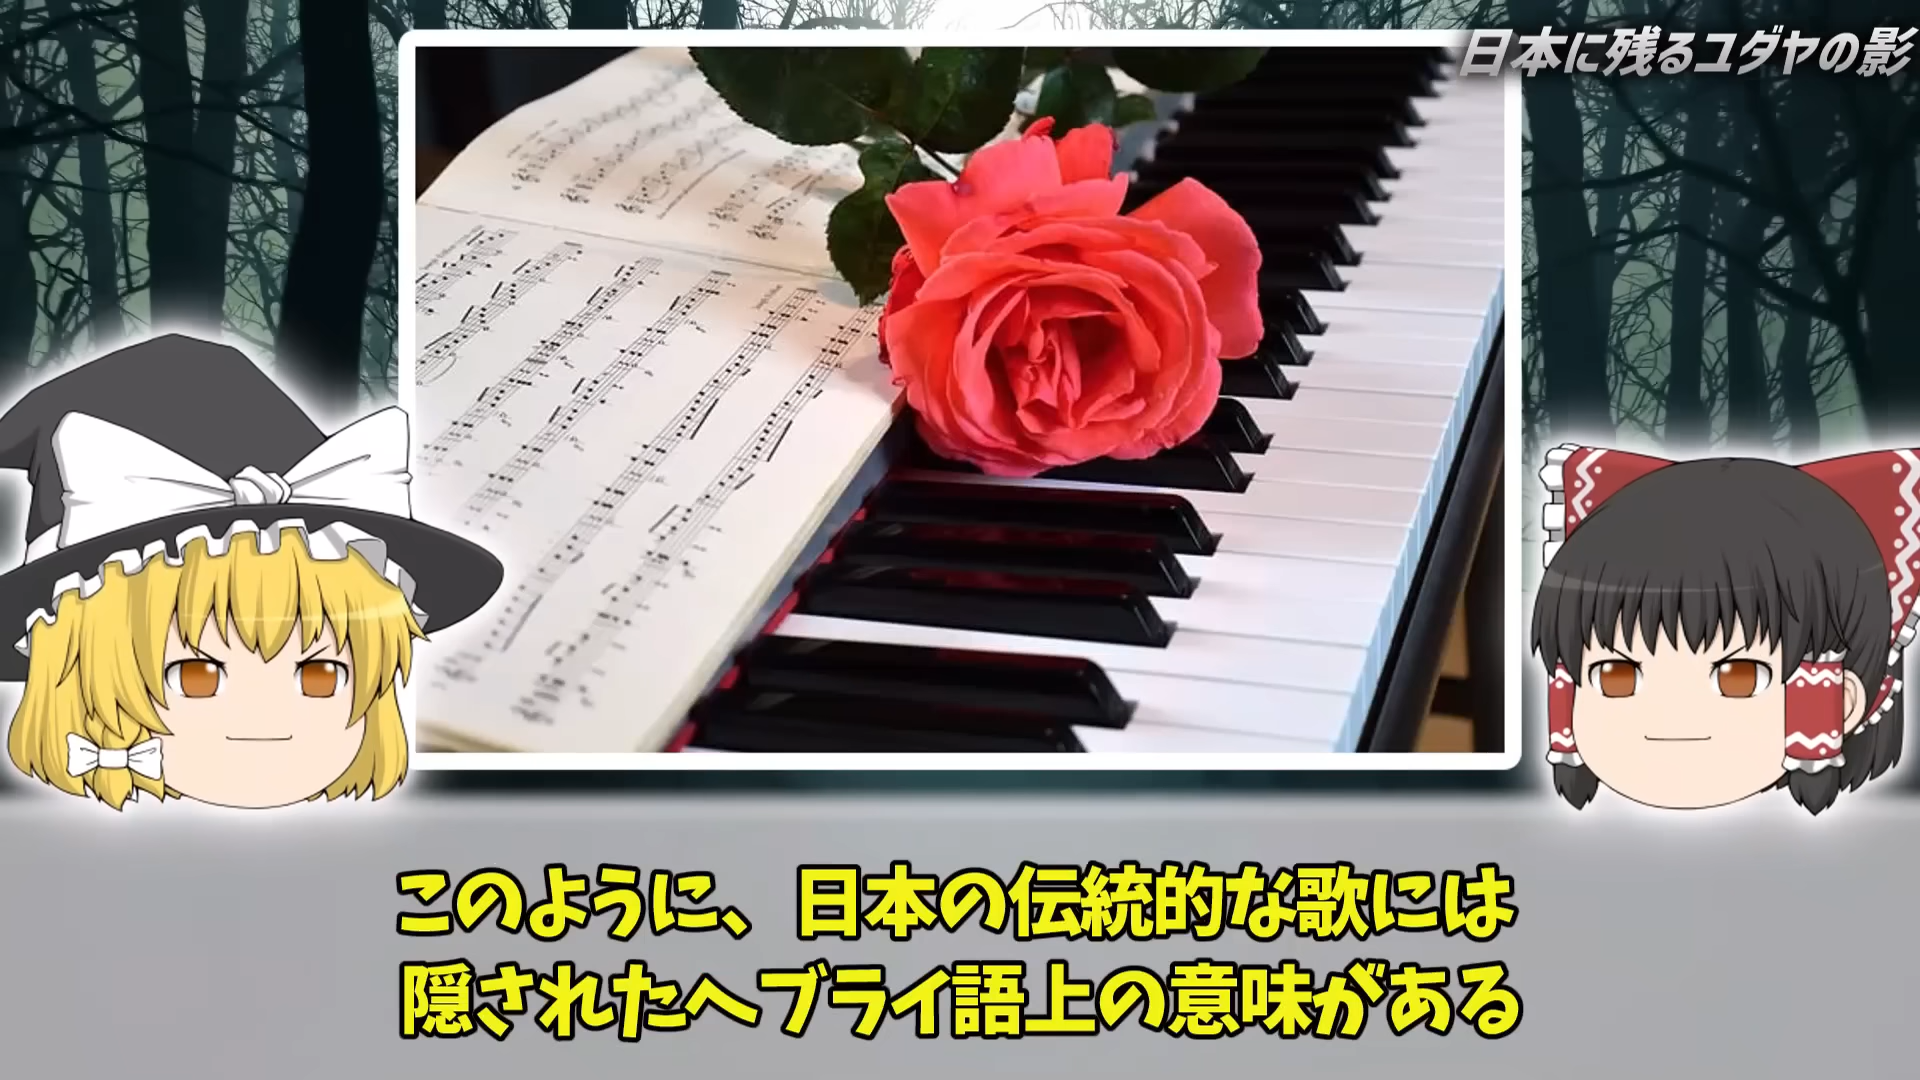 日本に残るユダヤの影
このように、日本の伝統的な歌には
隠されたヘブライ語上の意味がある